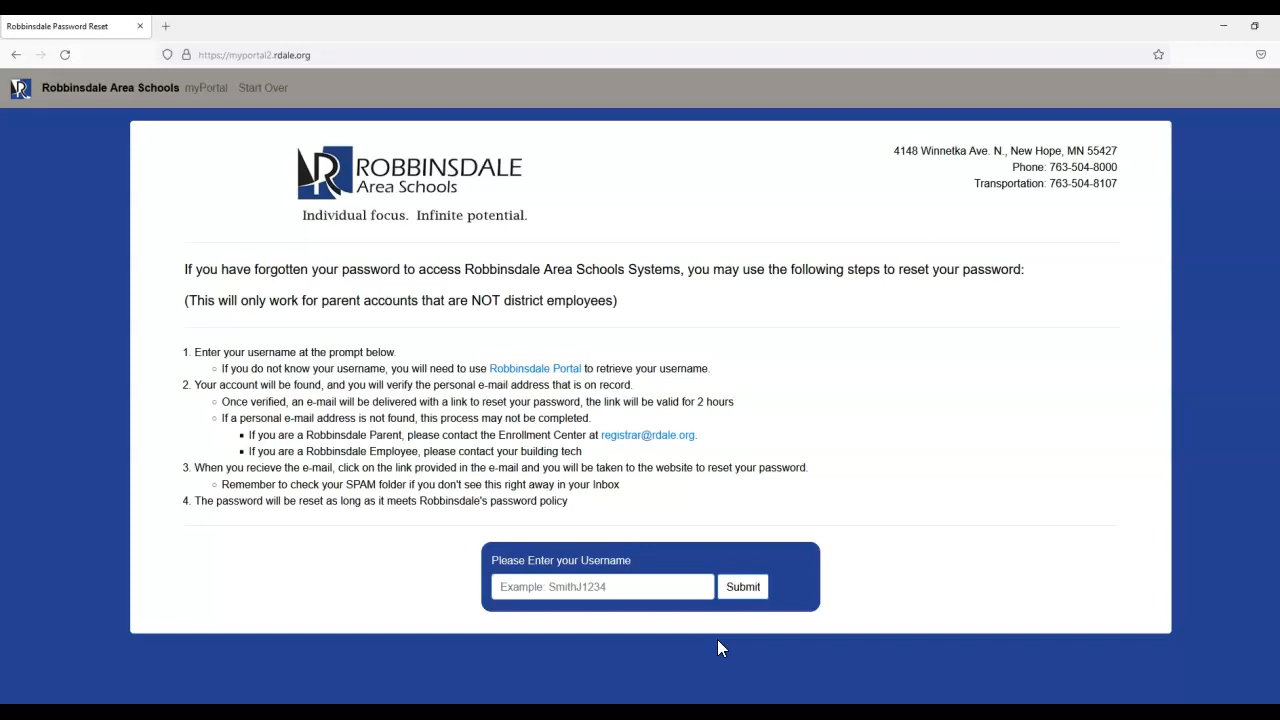 Robbinsdale Password Reset
https://myportal2.rdale.org
Robbinsdale Area Schools myPortal Start Over
ROBBINSDALE
Area Schools
Individual focus. Infinite potential.
4148 Winnetka Ave. N., New Hope, MN 55427
Phone: 763-504-8000
Transportation: 763-504-8107
If you have forgotten your password to access Robbinsdale Area Schools Systems, you may use the following steps to reset your password:
(This will only work for parent accounts that are NOT district employees)
1. Enter your username at the prompt below.
If you do not know your username, you will need to use Robbinsdale Portal to retrieve your username.
2. Your account will be found, and you will verify the personal e-mail address that is on record.
Once verified, an e-mail will be delivered with a link to reset your password, the link will be valid for 2 hours
If a personal e-mail address is not found, this process may not be completed.
If you are a Robbinsdale Parent, please contact the Enrollment Center at registrar@rdale.org.
If you are a Robbinsdale Employee, please contact your building tech
3. When you recieve the e-mail, click on the link provided in the e-mail and you will be taken to the website to reset your password.
Remember to check your SPAM folder if you don't see this right away in your Inbox
4. The password will be reset as long as it meets Robbinsdale's password policy
Please Enter your Username
Example: SmithJ1234 Submit